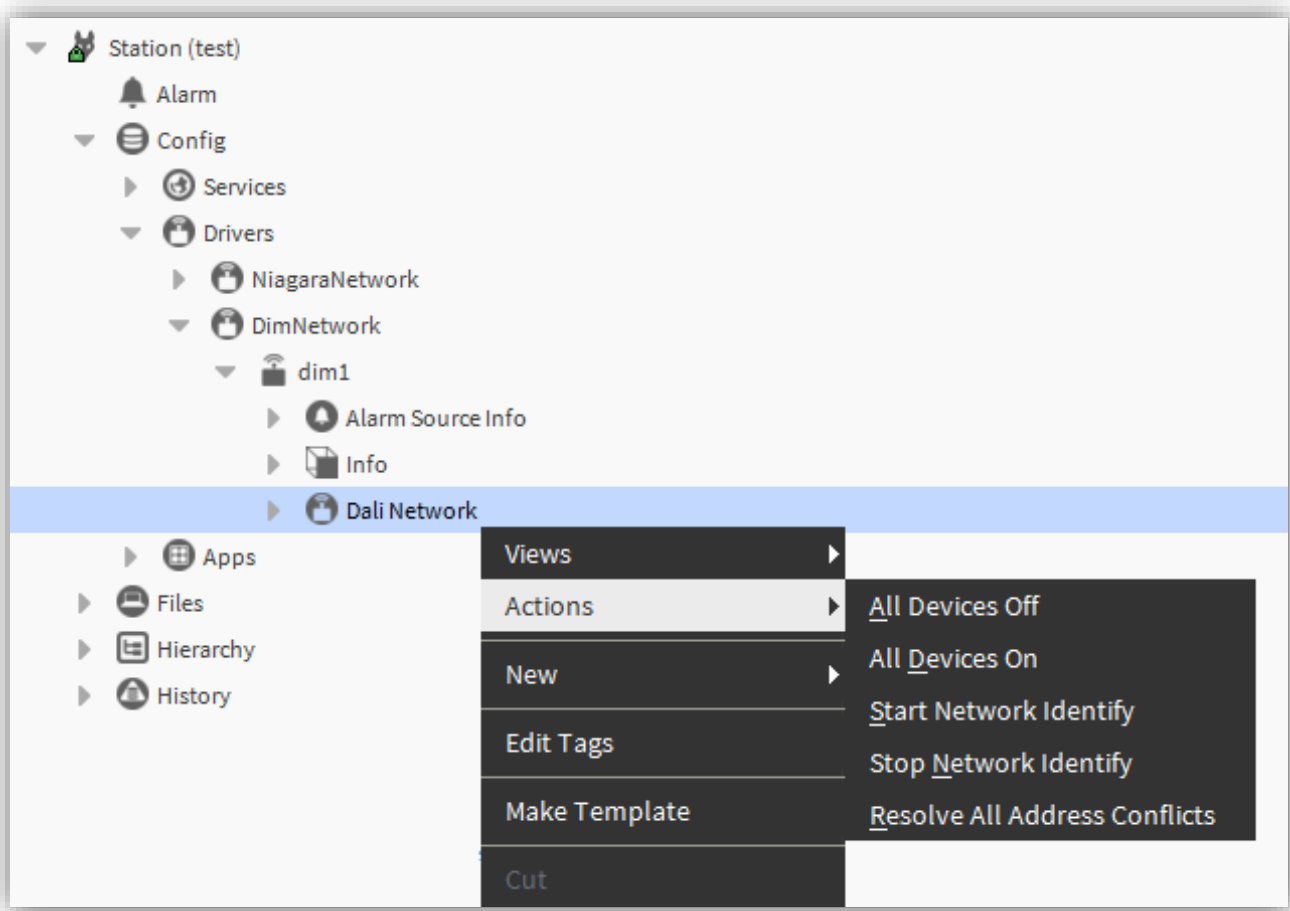 Station (test)
Alarm
Config
Services
Drivers
NiagaraNetwork
DimNetwork
dim1
Alarm Source Info
Info
Dali Network
Apps
Files
Hierarchy
History
Views
Actions
New
Edit Tags
Make Template
Cut
All Devices Off
All Devices On
Start Network Identify
Stop Network Identify
Resolve All Address Conflicts